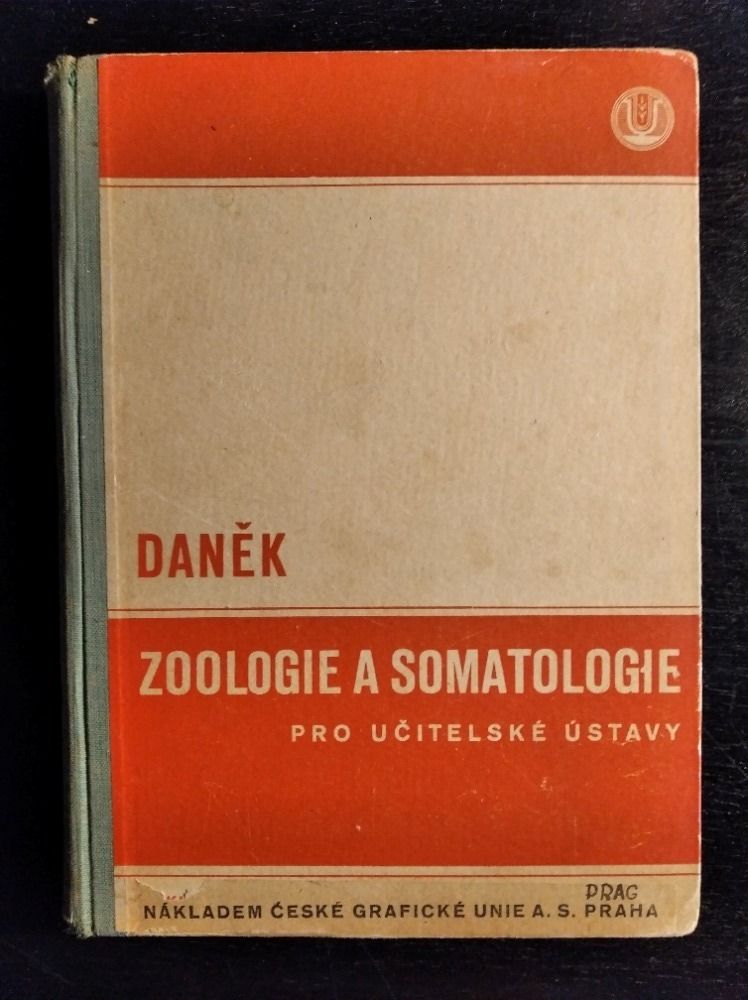 DANĚK
ZOOLOGIE A SOMATOLOGIE
PRO UČITELSKÉ ÚSTAVY
PRAG
NÁKLADEM ČESKÉ GRAFICKÉ UNIE A. S. PRAHA